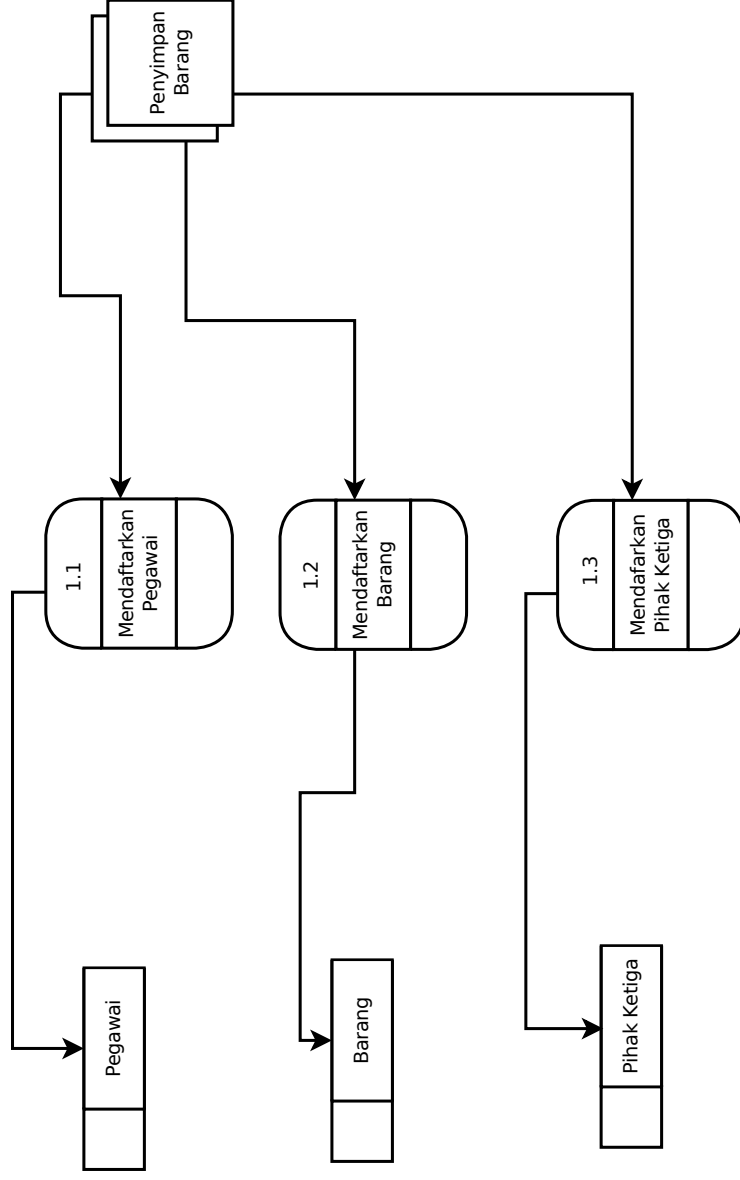 Penyimpan
Barang
1.1
Mendaftarkan
Pegawai
1.2
Mendaftarkan
Barang
1.3
Mendafarkan
Pihak Ketiga
Pegawai
Barang
Pihak Ketiga